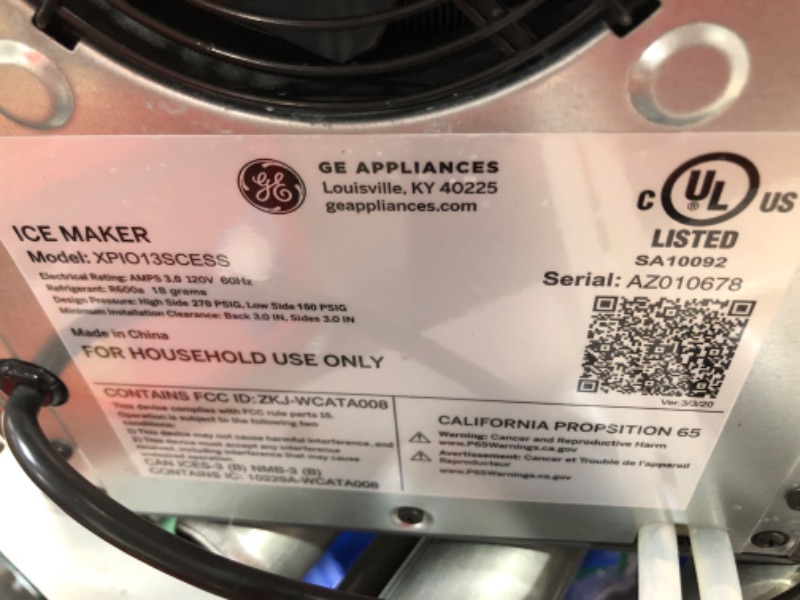 GE APPLIANCES
Louisville, KY 40225
geappliances.com
GE
C UL US
LISTED
SA10092
Serial: AZ010678
ICE MAKER
Model: XPIO13SCESS
Electrical Rating: AMPS 3.0 120V 60Hz
Refrigerant: R600a 18 grams
Design Pressure: High Side 270 PSIG, Low Side 150 PSIG
Minimum Installation Clearance: Back 3.0 IN, Sides 3.0 IN
Made in China
FOR HOUSEHOLD USE ONLY
Ver.3/3/20
CONTAINS FCC ID: ZKJ-WCATA008
This device complies with FCC rule parts 15.
Operation is subject to the following two
conditions:
1) This device may not cause harmful interference, and
2) This device must accept any interference
received, including interference that may cause
undesired operation.
CAN ICES-3 (B) NMB-3 (B)
CONTAINS IC: 10229A-WCATA008
CALIFORNIA PROPSITION 65
Warning: Cancer and Reproductive Harm
www.P65Warnings.ca.gov
Avertissement: Cancer et Trouble de l'appareil
Reproducteur
www.P65Warnings.ca.gov